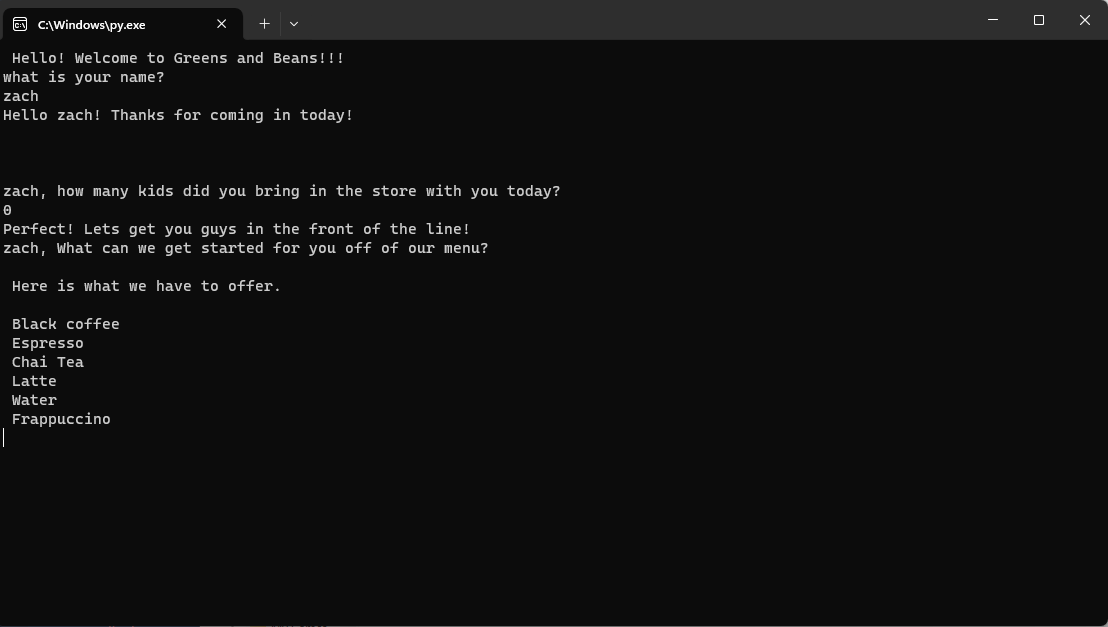 C:\Windows\py.exe
Hello! Welcome to Greens and Beans!!!
what is your name?
zach
Hello zach! Thanks for coming in today!
zach, how many kids did you bring in the store with you today?
0
Perfect! Lets get you guys in the front of the line!
zach, What can we get started for you off of our menu?
Here is what we have to offer.
Black coffee
Espresso
Chai Tea
Latte
Water
Frappuccino